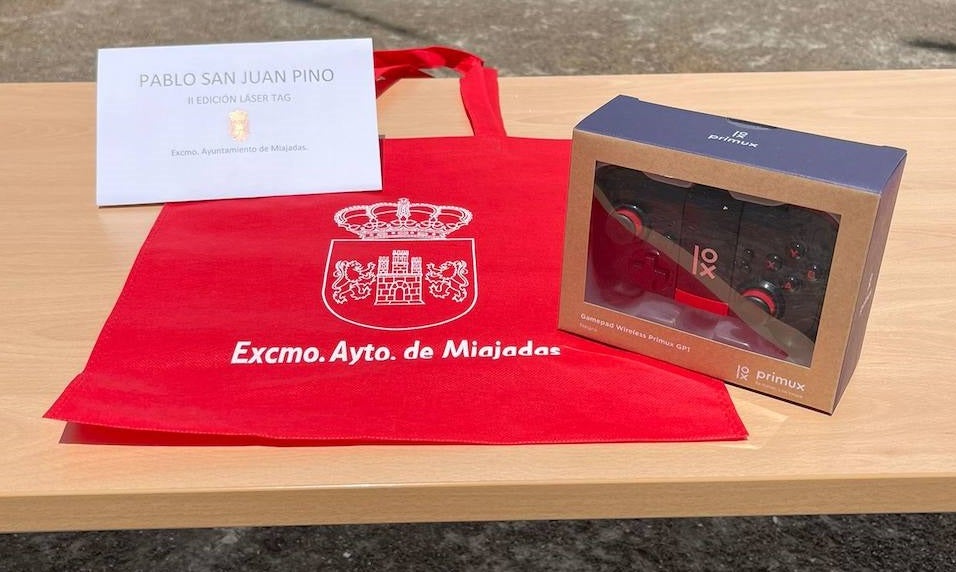 PABLO SAN JUAN PINO
II EDICIÓN LÁSER TAG
Excmo. Ayuntamiento de Miajadas.
Excmo. Ayto. de Miajadas
primux
Gamepad Wireless Primux GP1
Negro
primux